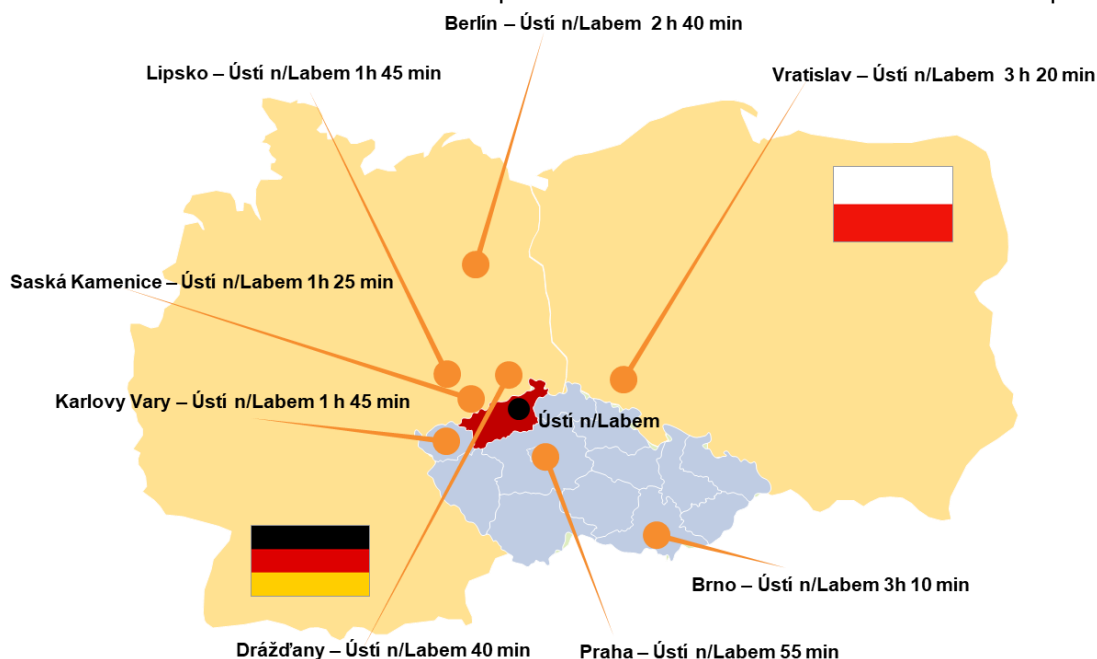 Berlín – Ústí n/Labem 2 h 40 min
Lipsko – Ústí n/Labem 1h 45 min
Vratislav – Ústí n/Labem 3 h 20 min
Saská Kamenice – Ústí n/Labem 1h 25 min
Karlovy Vary – Ústí n/Labem 1 h 45 min
Ústí n/Labem
Brno – Ústí n/Labem 3h 10 min
Drážďany – Ústí n/Labem 40 min
Praha – Ústí n/Labem 55 min